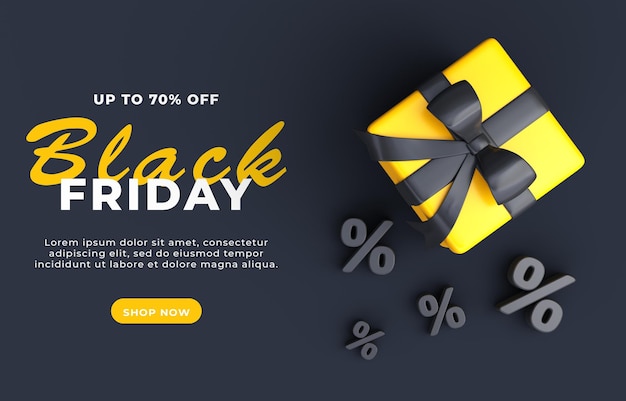 UP TO 70% OFF
Black
FRIDAY
Lorem ipsum dolor sit amet, consectetur
adipiscing elit, sed do eiusmod tempor
incididunt ut labore et dolore magna aliqua.
SHOP NOW
%
%
%
%